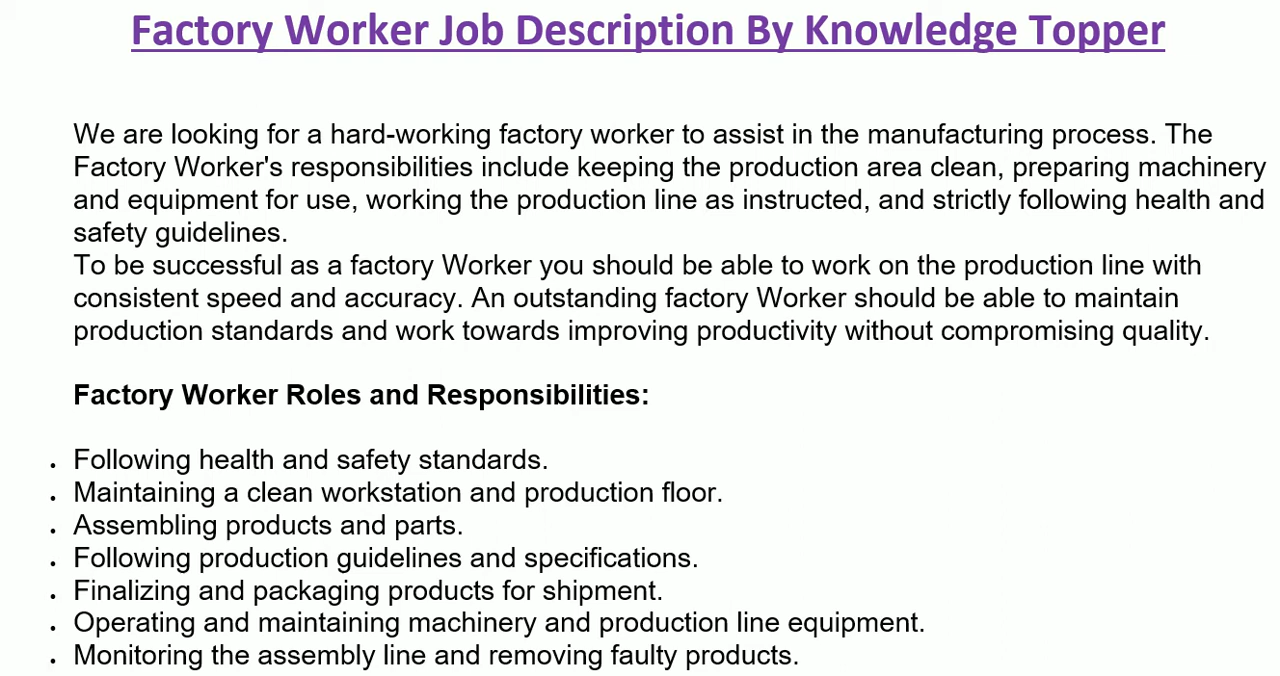 Factory Worker Job Description By Knowledge Topper
We are looking for a hard-working factory worker to assist in the manufacturing process. The
Factory Worker's responsibilities include keeping the production area clean, preparing machinery
and equipment for use, working the production line as instructed, and strictly following health and
safety guidelines.
To be successful as a factory Worker you should be able to work on the production line with
consistent speed and accuracy. An outstanding factory Worker should be able to maintain
production standards and work towards improving productivity without compromising quality.
Factory Worker Roles and Responsibilities:
• Following health and safety standards.
• Maintaining a clean workstation and production floor.
• Assembling products and parts.
• Following production guidelines and specifications.
• Finalizing and packaging products for shipment.
• Operating and maintaining machinery and production line equipment.
• Monitoring the assembly line and removing faulty products.